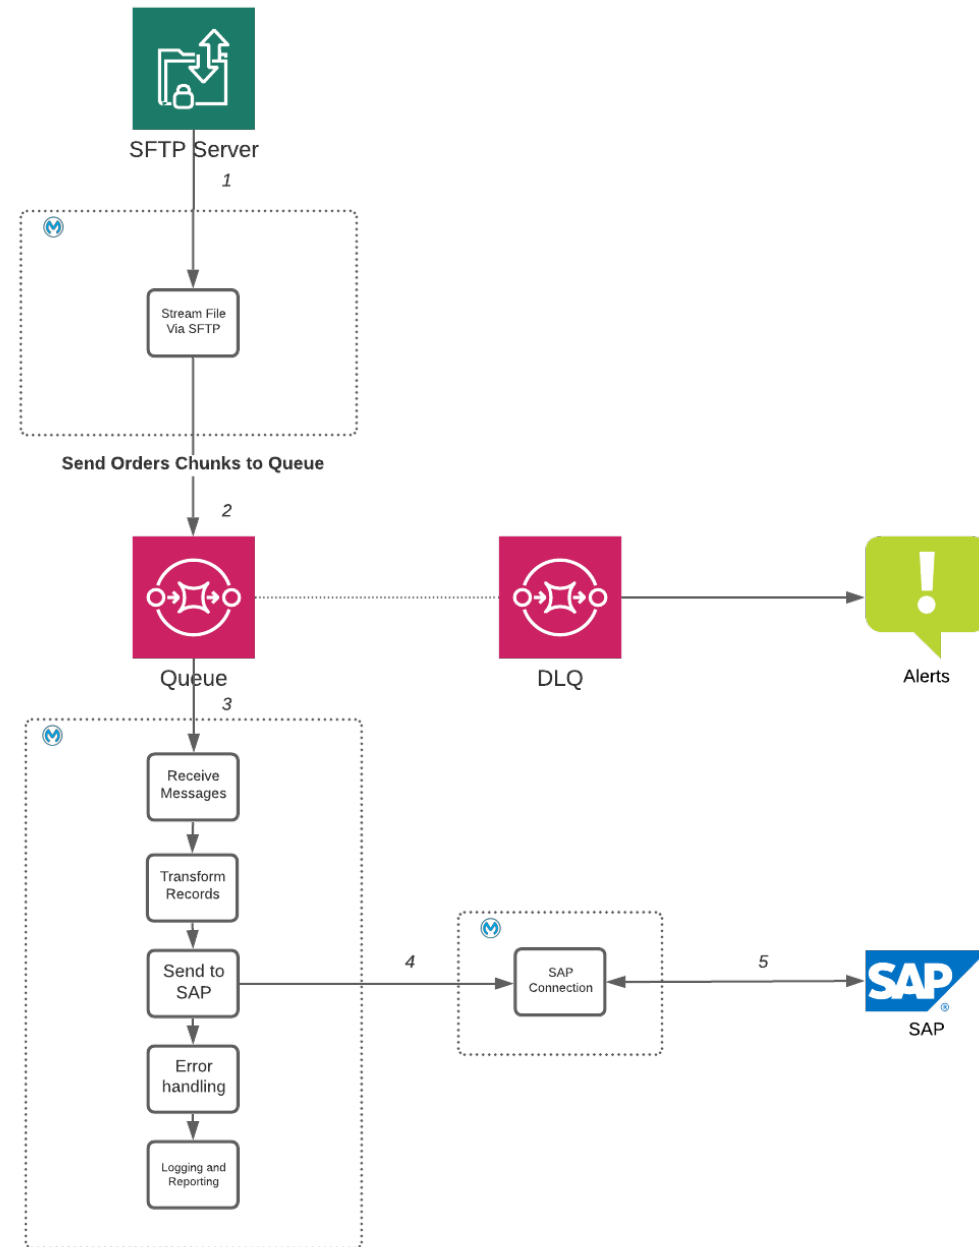 SFTP Server
1
Stream File
Via SFTP
Send Orders Chunks to Queue
2
Queue
DLQ
Alerts
3
Receive
Messages
Transform
Records
Send to
SAP
4
SAP
Connection
5
SAP
®
SAP
Error
handling
Logging and
Reporting